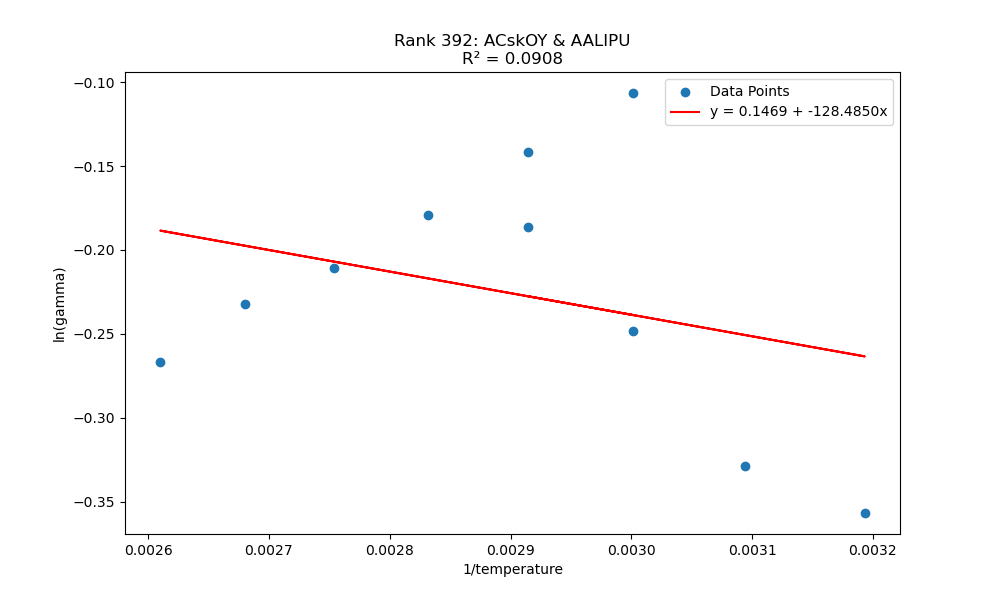 Rank 392: ACskOY & AALIPU
R² = 0.0908
Data Points
y = 0.1469 + -128.4850x
−0.10
−0.15
−0.20
−0.25
−0.30
−0.35
ln(gamma)
0.0026 0.0027 0.0028 0.0029 0.0030 0.0031 0.0032
1/temperature